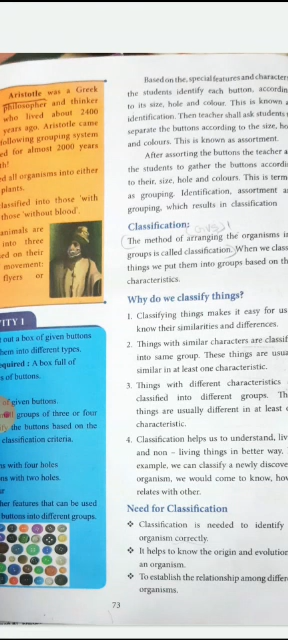 Aristotle was a Greek
philosopher and thinker
who lived about 2400
years ago. Aristotle came
following grouping system
ed for almost 2000 years
th!
ed all organisms into either
plants.
lassified into those 'with
those 'without blood'.
animals are
into three
sed on their
movement:
flyers or
ITY 1
out a box of given buttons
hem into different types.
equired : A box full of
s of buttons.
of given buttons.
groups of three or four
the buttons based on the
classification criteria.
ns with four holes
ons with two holes.
ur
her features that can be used
buttons into different groups.
Based on the, special features and character
the students identify each button, accordin
to its size, hole and colour. This is known a
identification. Then teacher shall ask students
separate the buttons according to the size, ho
and colours. This is known as assortment.
After assorting the buttons the teacher a
the students to gather the buttons accordi
to their, size, hole and colours. This is term
as grouping. Identification, assortment a
grouping, which results in classification
Classification:
The method of arranging the organisms i
groups is called classification. When we class
things we put them into groups based on th
characteristics.
Why do we classify things?
1. Classifying things makes it easy for us
know their similarities and differences.
2. Things with similar characters are classif
into same group. These things are usua
similar in at least one characteristic.
3. Things with different characteristics
classified into different groups. Th
things are usually different in at least
characteristic.
4. Classification helps us to understand, liv
and non – living things in better way.
example, we can classify a newly discove
organism, we would come to know, how
relates with other.
Need for Classification
❖ Classification is needed to identify
organism correctly.
❖ It helps to know the origin and evolution
an organism.
❖ To establish the relationship among differe
organisms.
73